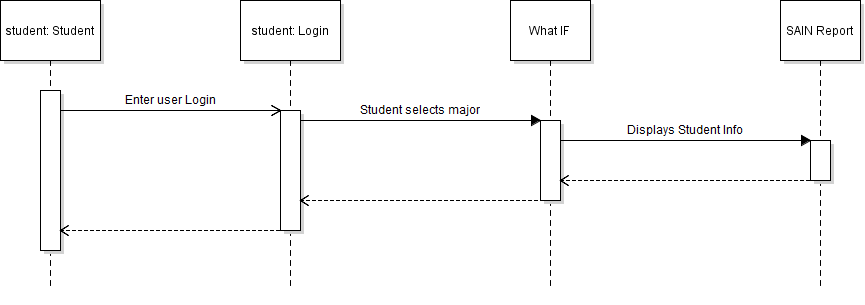 student: Student
student: Login
What IF
SAIN Report
Enter user Login
Student selects major
Displays Student Info